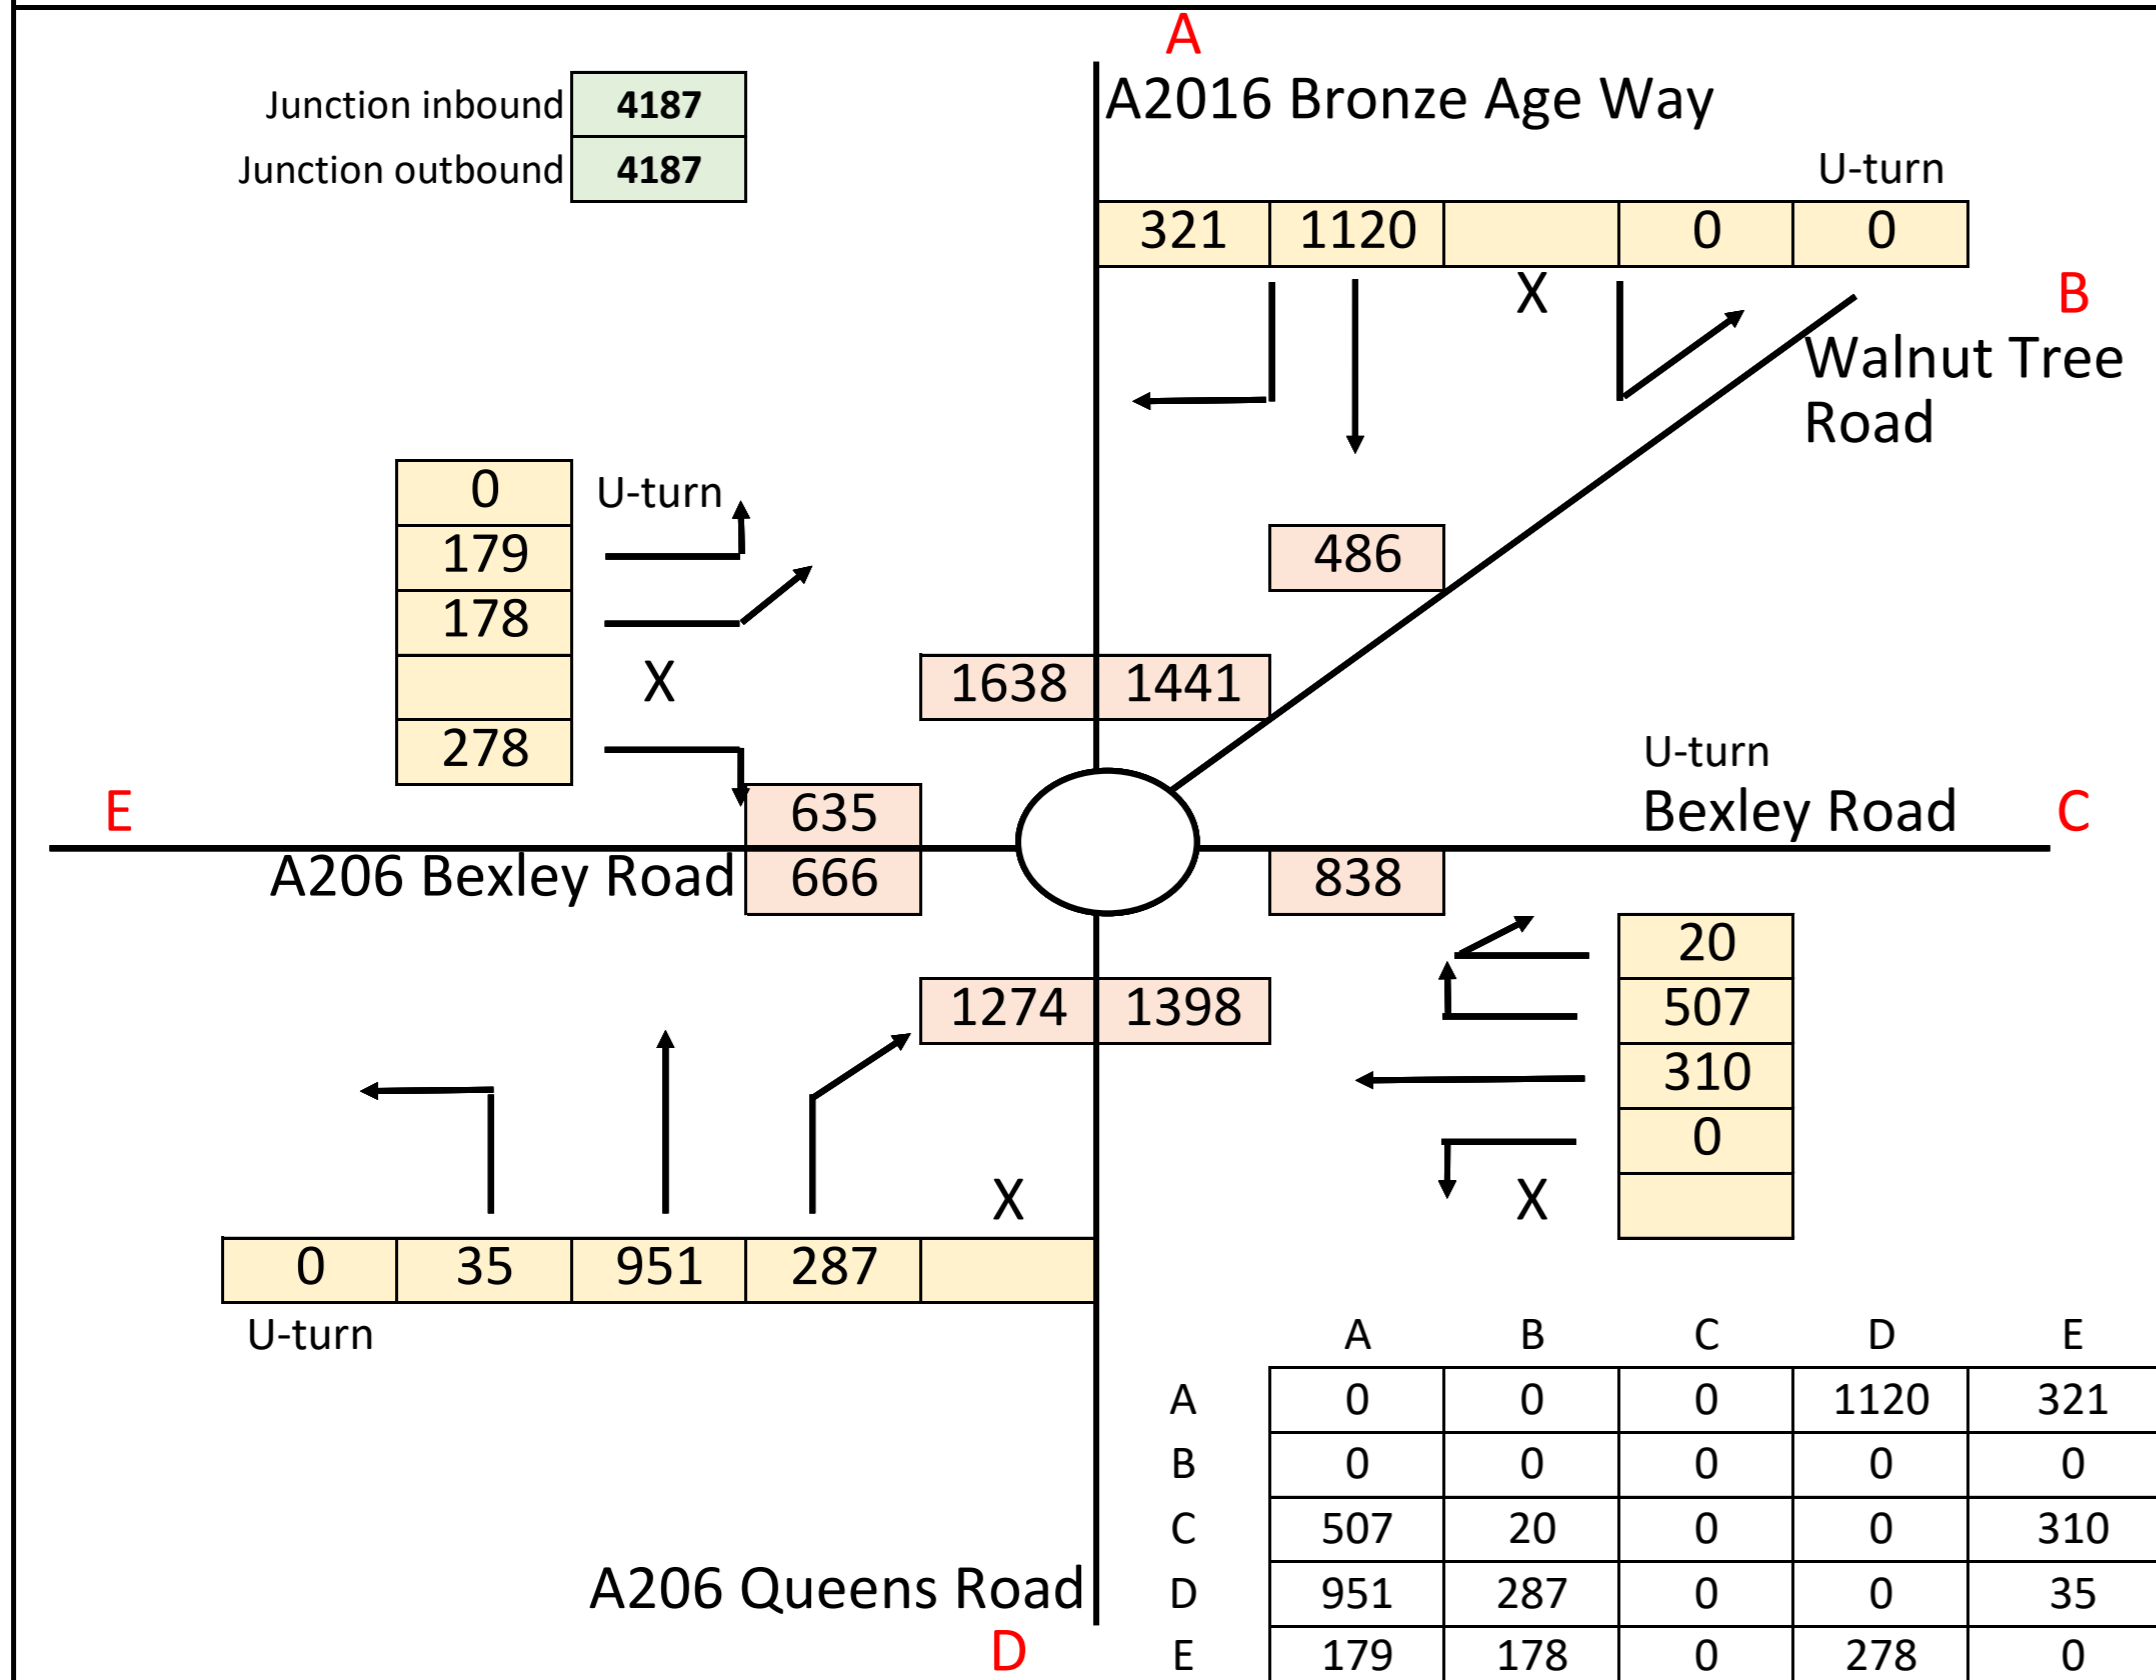 A
Junction inbound 4187
A2016 Bronze Age Way
Junction outbound 4187
U-turn
321 1120 0 0
X
B
Walnut Tree
Road
0 U-turn
179
178
X
278
486
1638 1441
U-turn
E
635
Bexley Road
C
A206 Bexley Road
666
838
20
507
310
0
X
1274 1398
X
0 35 951 287
U-turn
A B C D E
A 0 0 0 1120 321
B 0 0 0 0 0
C 507 20 0 0 310
D 951 287 0 0 35
E 179 178 0 278 0
A206 Queens Road
D